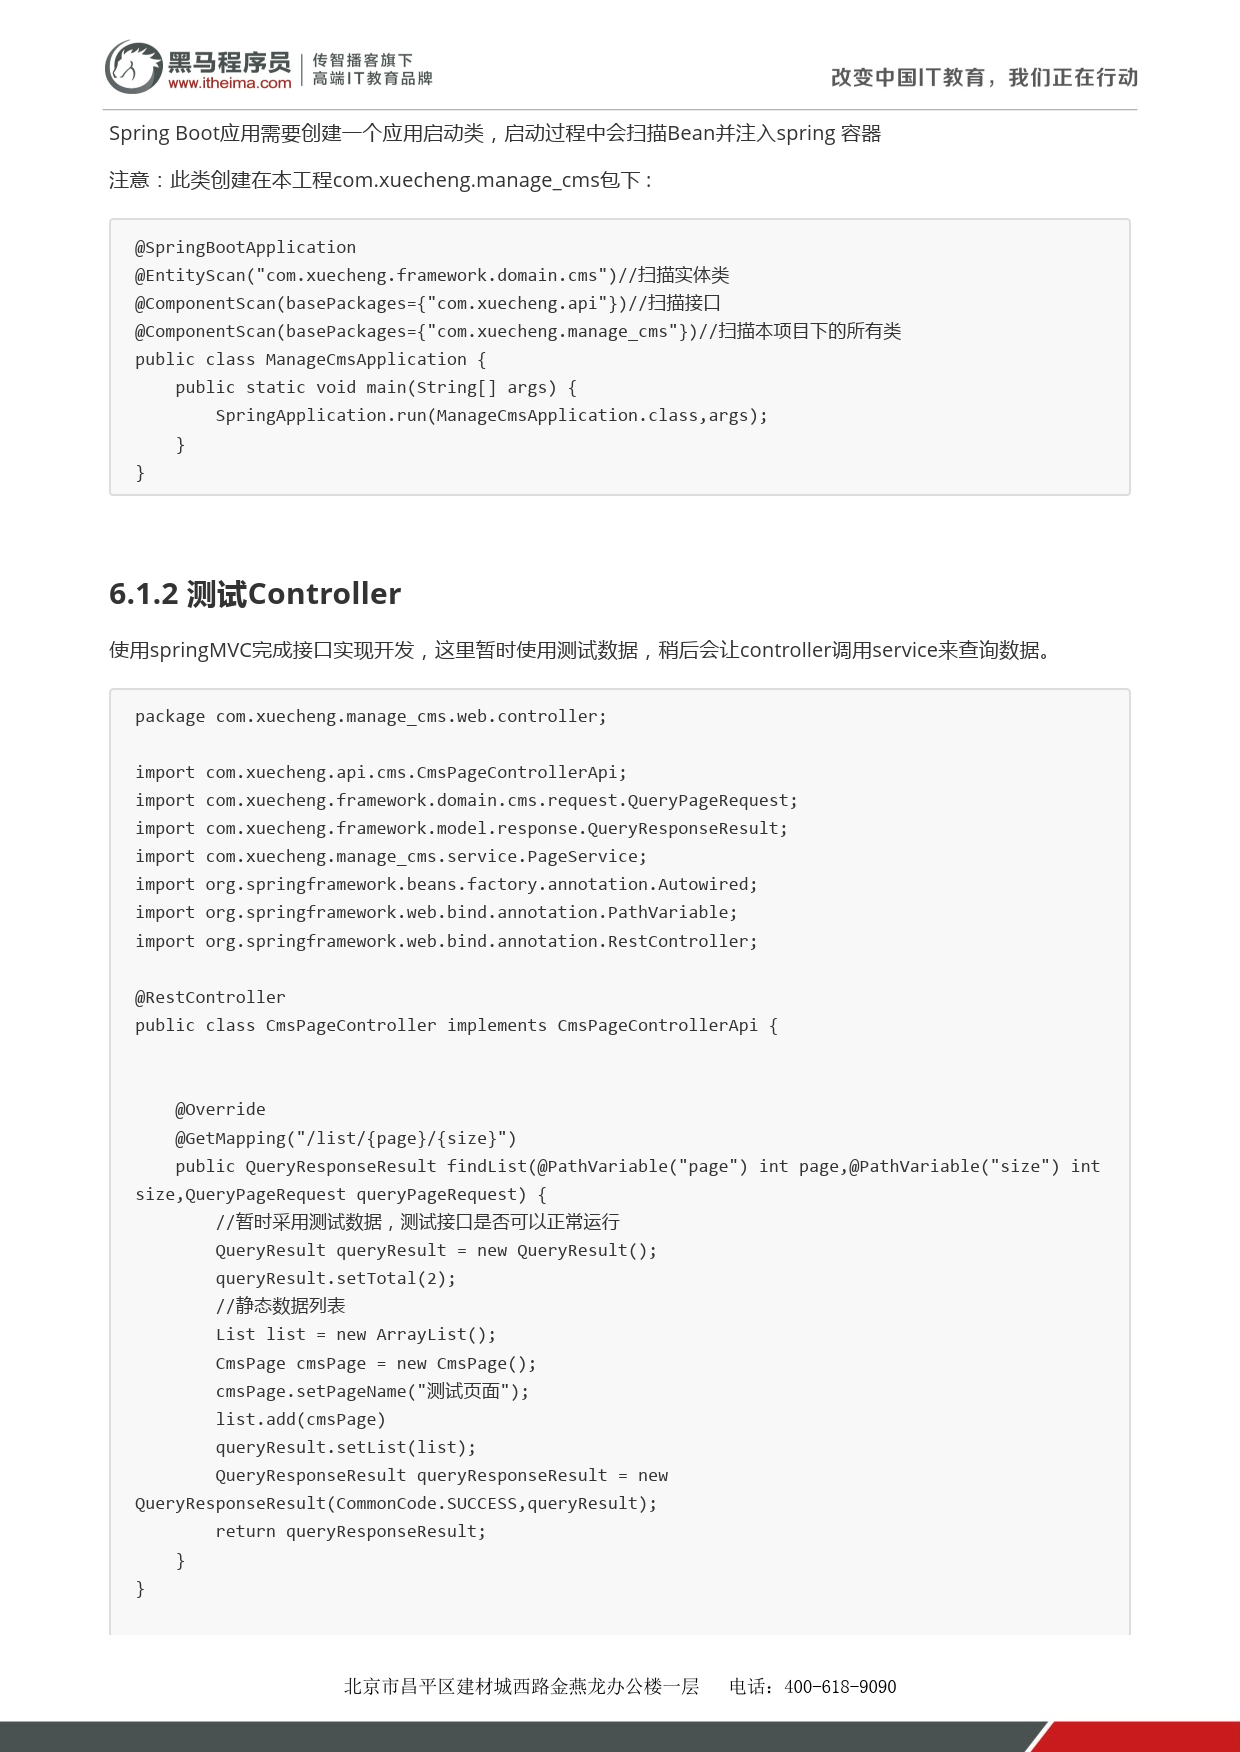 黑马程序员
www.itheima.com
传智播客旗下
高端IT教育品牌
改变中国IT教育，我们正在行动
Spring Boot应用需要创建一个应用启动类，启动过程中会扫描Bean并注入spring 容器
注意：此类创建在本工程com.xuecheng.manage_cms包下：
@SpringBootApplication
@EntityScan("com.xuecheng.framework.domain.cms")//扫描实体类
@ComponentScan(basePackages={"com.xuecheng.api"})//扫描接口
@ComponentScan(basePackages={"com.xuecheng.manage_cms"})//扫描本项目下的所有类
public class ManageCmsApplication {
    public static void main(String[] args) {
        SpringApplication.run(ManageCmsApplication.class,args);
    }
}
6.1.2 测试Controller
使用springMVC完成接口实现开发，这里暂时使用测试数据，稍后会让controller调用service来查询数据。
package com.xuecheng.manage_cms.web.controller;
import com.xuecheng.api.cms.CmsPageControllerApi;
import com.xuecheng.framework.domain.cms.request.QueryPageRequest;
import com.xuecheng.framework.model.response.QueryResponseResult;
import com.xuecheng.manage_cms.service.PageService;
import org.springframework.beans.factory.annotation.Autowired;
import org.springframework.web.bind.annotation.PathVariable;
import org.springframework.web.bind.annotation.RestController;
@RestController
public class CmsPageController implements CmsPageControllerApi {
    @Override
    @GetMapping("/list/{page}/{size}")
    public QueryResponseResult findList(@PathVariable("page") int page,@PathVariable("size") int
size,QueryPageRequest queryPageRequest) {
        //暂时采用测试数据，测试接口是否可以正常运行
        QueryResult queryResult = new QueryResult();
        queryResult.setTotal(2);
        //静态数据列表
        List list = new ArrayList();
        CmsPage cmsPage = new CmsPage();
        cmsPage.setPageName("测试页面");
        list.add(cmsPage)
        queryResult.setList(list);
        QueryResponseResult queryResponseResult = new
QueryResponseResult(CommonCode.SUCCESS,queryResult);
        return queryResponseResult;
    }
}
北京市昌平区建材城西路金燕龙办公楼一层 电话：400-618-9090